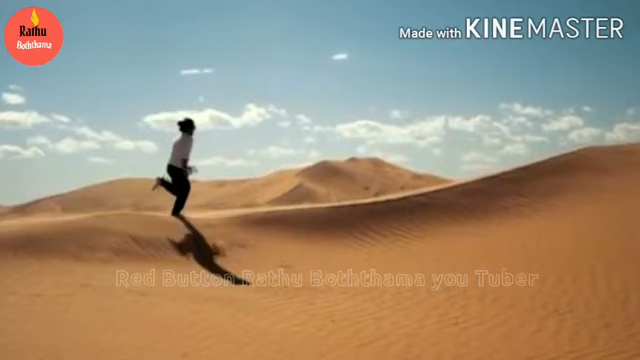 Rathu
Boththama
Made with KINEMASTER
Red Button Rathu Boththama you Tuber